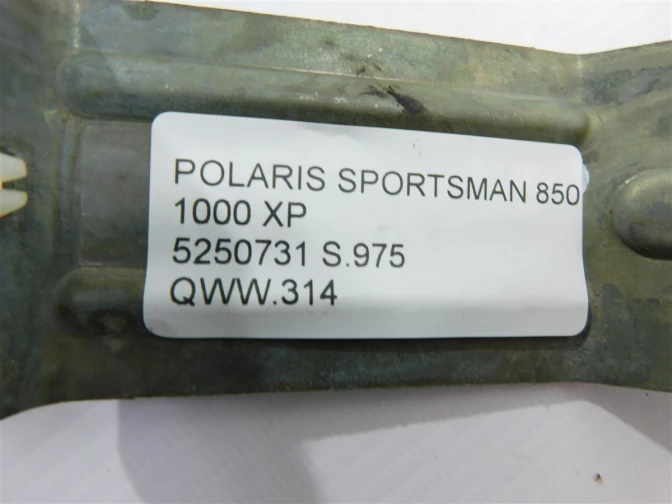 POLARIS SPORTSMAN 850
1000 XP
5250731 S.975
QWW.314